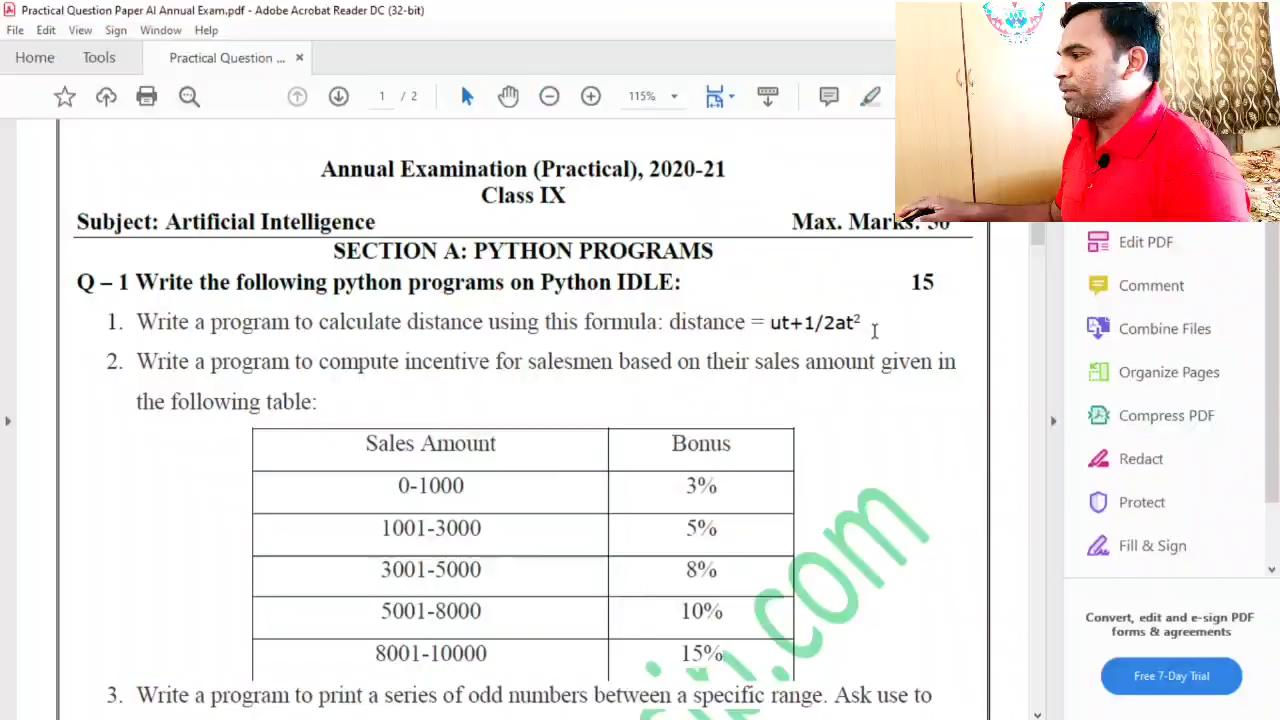 Practical Question Paper AI Annual Exam.pdf - Adobe Acrobat Reader DC (32-bit)
File Edit View Sign Window Help
Home Tools Practical Question ... ×
1 / 2 115%
Annual Examination (Practical), 2020-21
Class IX
Subject: Artificial Intelligence Max. Marks: 50
SECTION A: PYTHON PROGRAMS
Q – 1 Write the following python programs on Python IDLE: 15
1. Write a program to calculate distance using this formula: distance = ut+1/2at²
2. Write a program to compute incentive for salesmen based on their sales amount given in
the following table:
Sales Amount Bonus
0-1000 3%
1001-3000 5%
3001-5000 8%
5001-8000 10%
8001-10000 15%
3. Write a program to print a series of odd numbers between a specific range. Ask use to
Edit PDF
Comment
Combine Files
Organize Pages
Compress PDF
Redact
Protect
Fill & Sign
Convert, edit and e-sign PDF
forms & agreements
Free 7-Day Trial